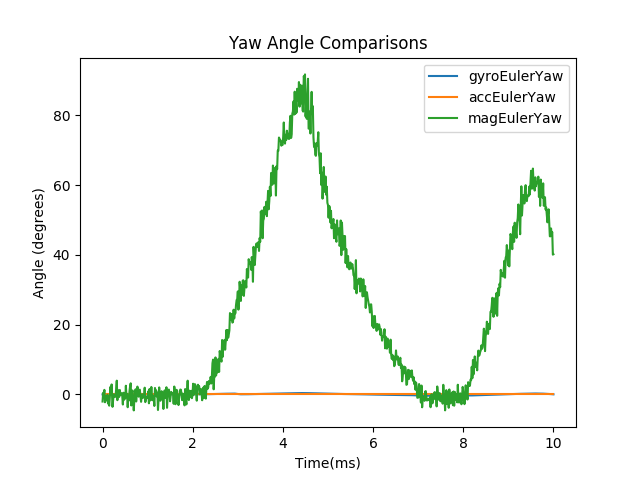 Yaw Angle Comparisons
gyroEulerYaw
accEulerYaw
magEulerYaw
Angle (degrees)
80
60
40
20
0
0 2 4 6 8 10
Time(ms)